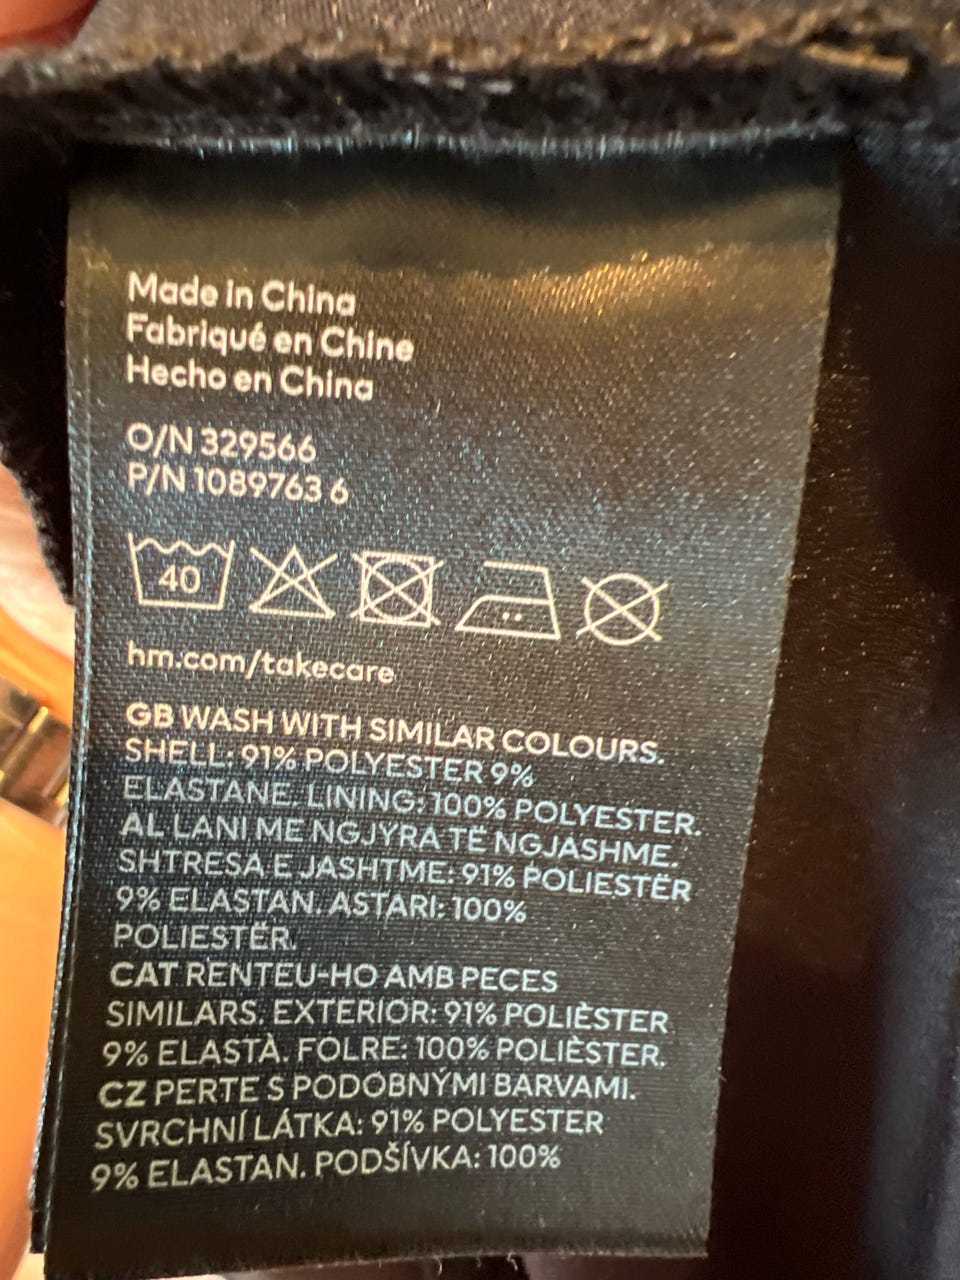 Made in China
Fabriqué en Chine
Hecho en China
O/N 329566
P/N 1089763 6
40
hm.com/takecare
GB WASH WITH SIMILAR COLOURS.
SHELL: 91% POLYESTER 9%
ELASTANE. LINING: 100% POLYESTER.
AL LANI ME NGJYRA TË NGJASHME.
SHTRESA E JASHTME: 91% POLIESTËR
9% ELASTAN. ASTARI: 100%
POLIESTËR.
CAT RENTEU-HO AMB PECES
SIMILARS. EXTERIOR: 91% POLIÈSTER
9% ELASTÀ. FOLRE: 100% POLIÈSTER.
CZ PERTE S PODOBNÝMI BARVAMI.
SVRCHNÍ LÁTKA: 91% POLYESTER
9% ELASTAN. PODŠÍVKA: 100%